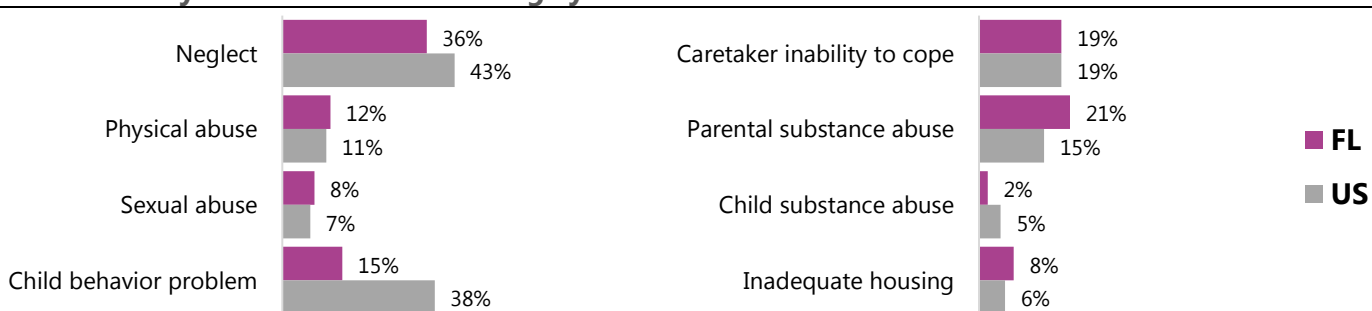 Neglect
36%
43%
Physical abuse
12%
11%
Sexual abuse
8%
7%
Child behavior problem
15%
38%
Caretaker inability to cope
19%
19%
Parental substance abuse
21%
15%
Child substance abuse
2%
5%
Inadequate housing
8%
6%
FL
US